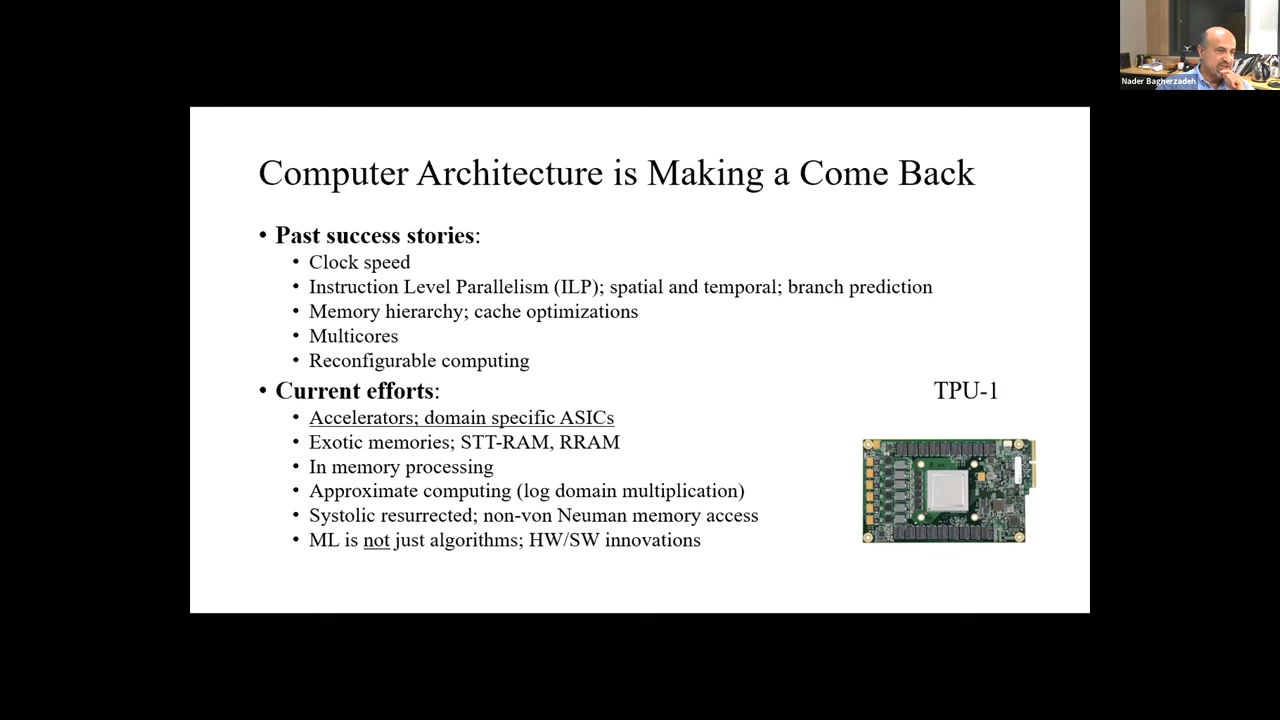 Nader Bagherzadeh
Computer Architecture is Making a Come Back
• Past success stories:
• Clock speed
• Instruction Level Parallelism (ILP); spatial and temporal; branch prediction
• Memory hierarchy; cache optimizations
• Multicores
• Reconfigurable computing
• Current efforts:
TPU-1
• Accelerators; domain specific ASICs
• Exotic memories; STT-RAM, RRAM
• In memory processing
• Approximate computing (log domain multiplication)
• Systolic resurrected; non-von Neuman memory access
• ML is not just algorithms; HW/SW innovations